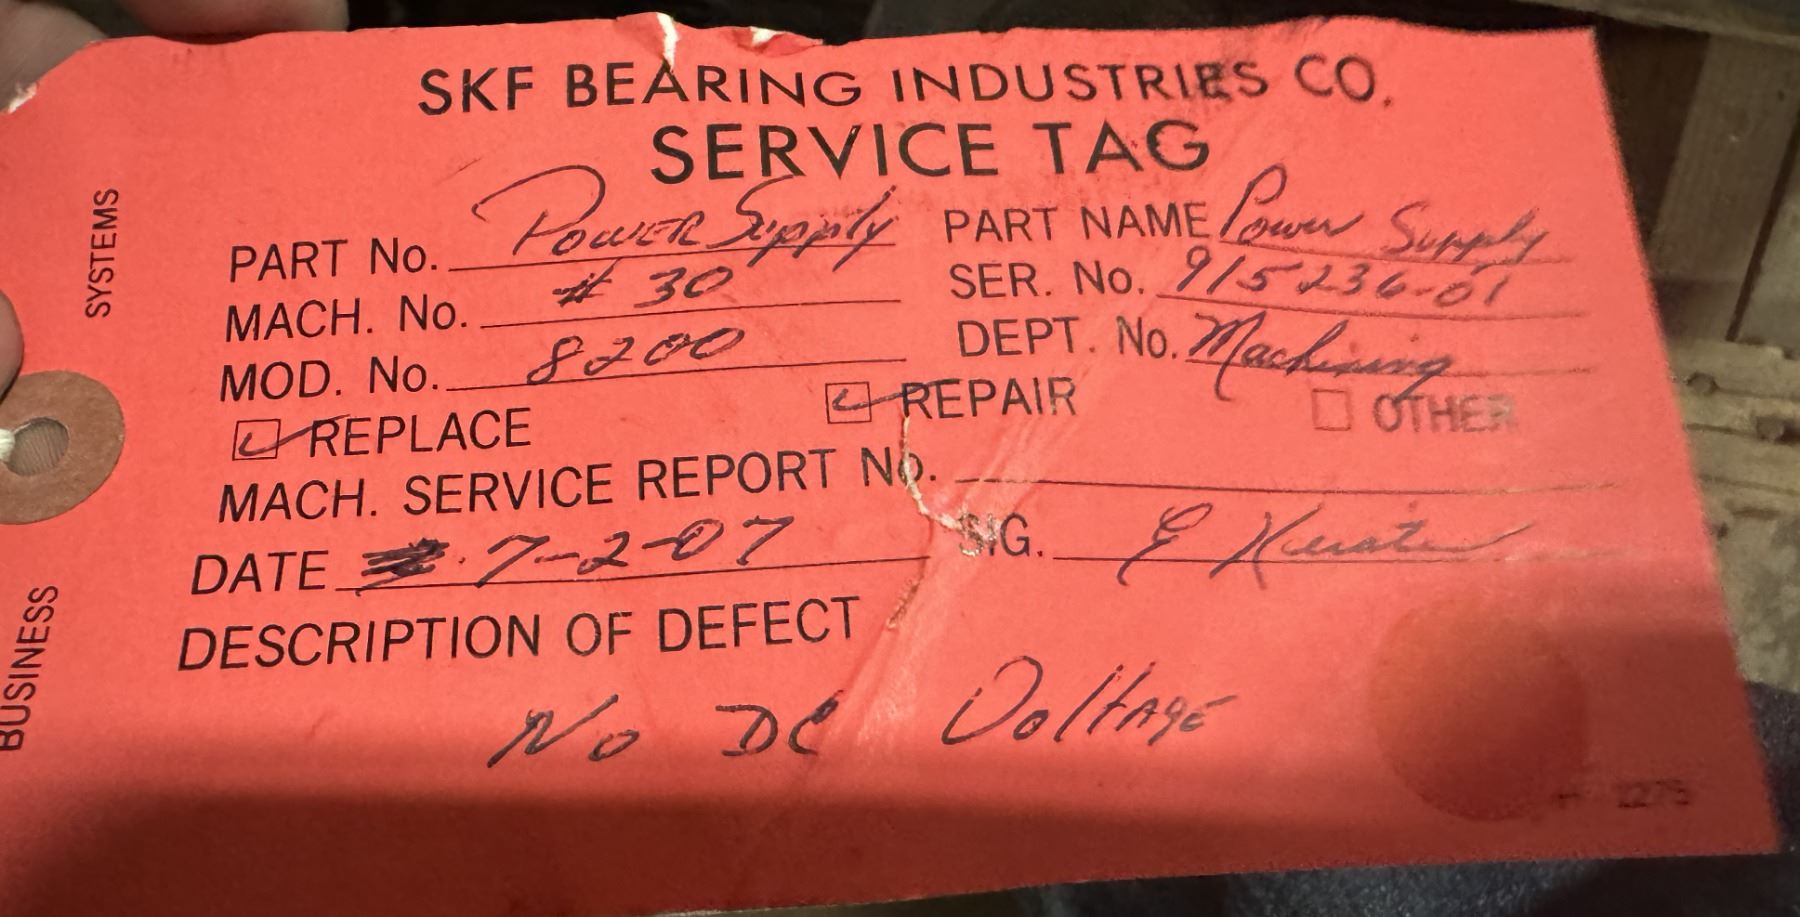 SKF BEARING INDUSTRIES CO.
SERVICE TAG
PART No. Power Supply PART NAME Power Supply
MACH. No. # 30 SER. No. 915236-01
MOD. No. 8200 DEPT. No. Machining
REPLACE REPAIR OTHER
MACH. SERVICE REPORT No.
DATE 7-2-07 SIG. E
DESCRIPTION OF DEFECT
No DC Voltage
SYSTEMS
BUSINESS